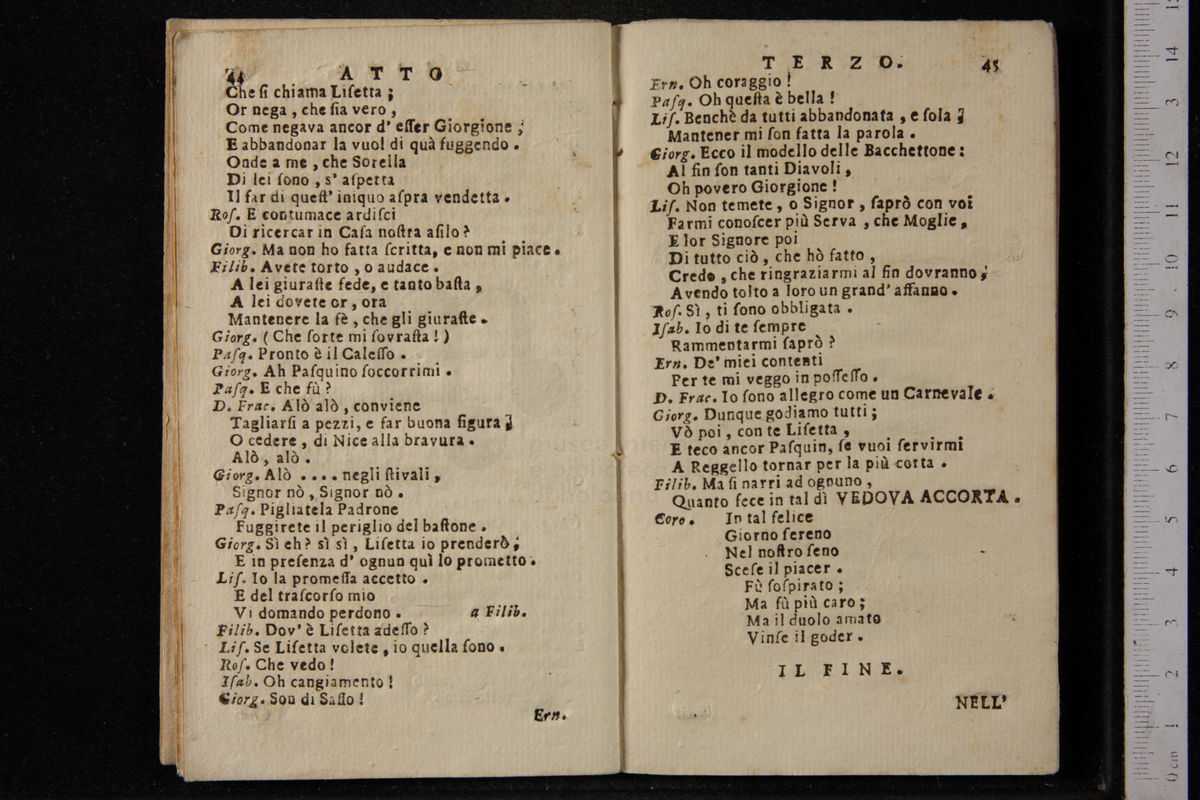 44 ATTO
Che ſi chiama Liſetta;
Or nega, che ſia vero,
Come negava ancor d' eſſer Giorgione;
E abbandonar la vuol di quà fuggendo.
Onde a me, che Sorella
Di lei ſono, s' aſpetta
Il far di queſt' iniquo aſpra vendetta.
Roſ. E contumace ardiſci
Di ricercar in Caſa noſtra aſilo?
Giorg. Ma non ho fatta ſcritta, e non mi piace.
Filib. Avete torto, o audace.
A lei giuraſte fede, e tanto baſta,
A lei dovete or, ora
Mantenere la fè, che gli giuraſte.
Giorg. (Che ſorte mi ſovraſta!)
Paſq. Pronto è il Caleſſo.
Giorg. Ah Paſquino ſoccorrimi.
Paſq. E che fù?
D. Frac. Alò alò, conviene
Tagliarſi a pezzi, e far buona figura;
O cedere, di Nice alla bravura.
Alò, alò.
Giorg. Alò .... negli ſtivali,
Signor nò, Signor nò.
Paſq. Pigliatela Padrone
Fuggirete il periglio del baſtone.
Giorg. Sì eh? sì sì, Liſetta io prenderò;
E in preſenza d' ognun quì lo prometto.
Liſ. Io la promeſſa accetto.
E del traſcorſo mio
Vi domando perdono. a Filib.
Filib. Dov' è Liſetta adeſſo?
Liſ. Se Liſetta volete, io quella ſono.
Roſ. Che vedo!
Iſab. Oh cangiamento!
Giorg. Son di Saſſo!
Ern.
TERZO. 45
Ern. Oh coraggio!
Paſq. Oh queſta è bella!
Liſ. Benchè da tutti abbandonata, e ſola;
Mantener mi ſon fatta la parola.
Giorg. Ecco il modello delle Bacchettone:
Al fin ſon tanti Diavoli,
Oh povero Giorgione!
Liſ. Non temete, o Signor, ſaprò con voi
Farmi conoſcer più Serva, che Moglie,
E lor Signore poi
Di tutto ciò, che hò fatto,
Credo, che ringraziarmi al fin dovranno;
Avendo tolto a loro un grand' affanno.
Roſ. Sì, ti ſono obbligata.
Iſab. Io di te ſempre
Rammentarmi ſaprò?
Ern. De' miei contenti
Per te mi veggo in poſſeſſo.
D. Frac. Io ſono allegro come un Carnevale.
Giorg. Dunque godiamo tutti;
Vò poi, con te Liſetta,
E teco ancor Paſquin, ſe vuoi ſervirmi
A Reggello tornar per la più corta.
Filib. Ma ſi narri ad ognuno,
Quanto fece in tal dì VEDOVA ACCORTA.
Coro. In tal felice
Giorno ſereno
Nel noſtro ſeno
Sceſe il piacer.
Fù ſoſpirato;
Ma fù più caro;
Ma il duolo amato
Vinſe il goder.
IL FINE.
NELL'
14
13
12
11
10
9
8
7
6
5
4
3
2
1
0 cm